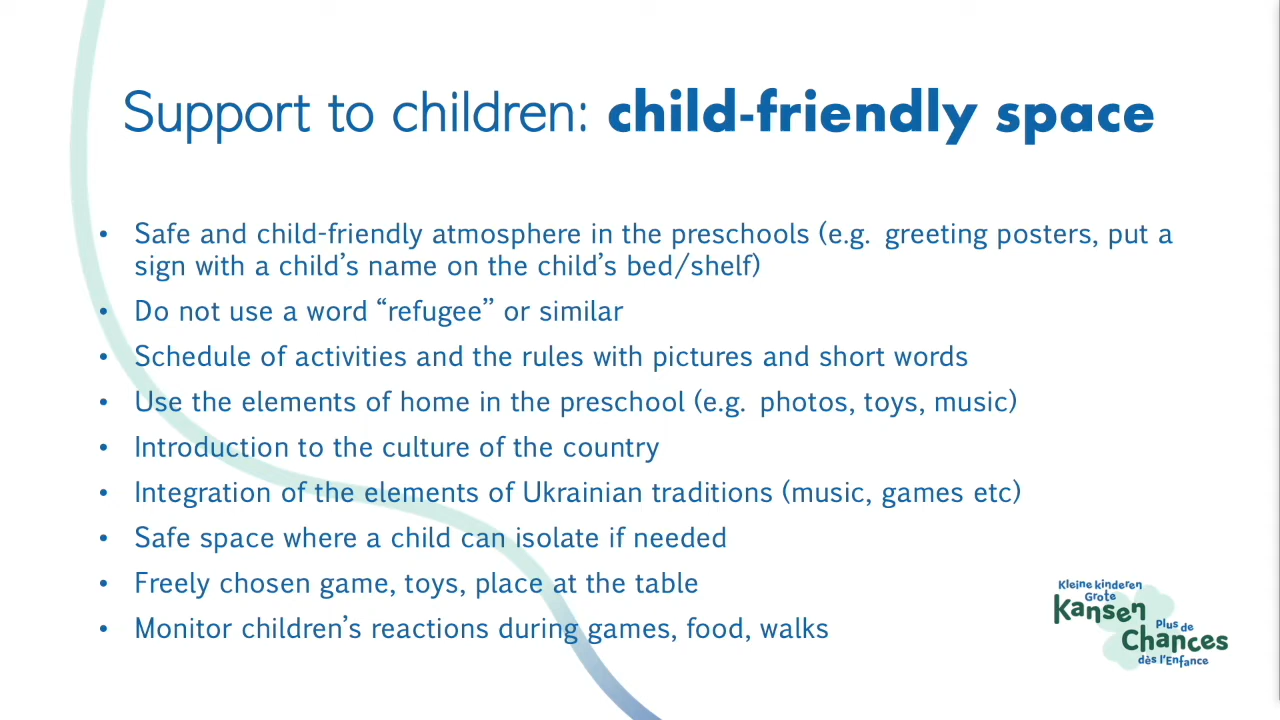 Support to children: child-friendly space
• Safe and child-friendly atmosphere in the preschools (e.g. greeting posters, put a
sign with a child’s name on the child’s bed/shelf)
• Do not use a word “refugee” or similar
• Schedule of activities and the rules with pictures and short words
• Use the elements of home in the preschool (e.g. photos, toys, music)
• Introduction to the culture of the country
• Integration of the elements of Ukrainian traditions (music, games etc)
• Safe space where a child can isolate if needed
• Freely chosen game, toys, place at the table
• Monitor children’s reactions during games, food, walks
Kleine kinderen
Grote
Kansen
Plus de
Chances
dès l’Enfance